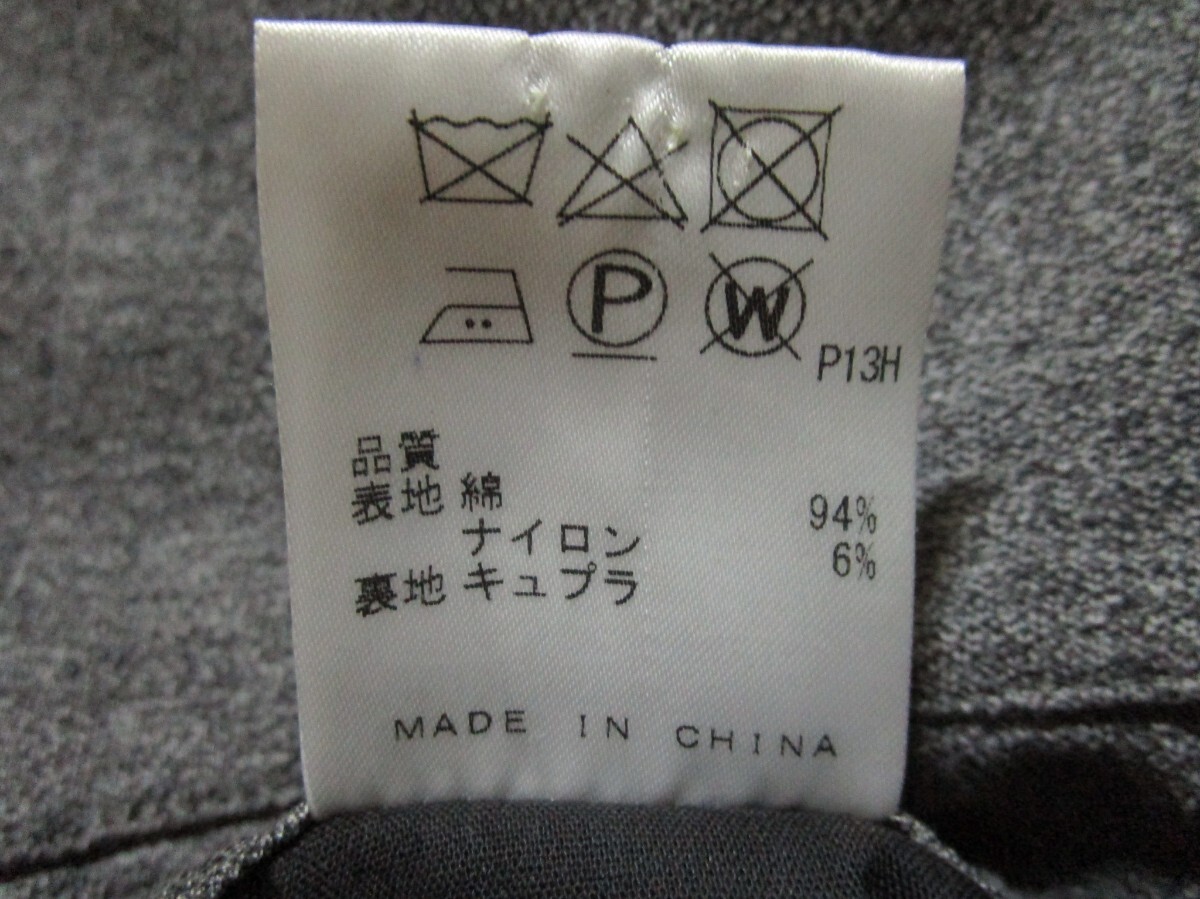 P W
P13H
品質
表地 綿 94%
ナイロン 6%
裏地 キュプラ
MADE IN CHINA